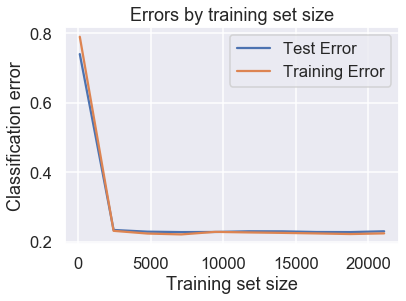 Errors by training set size
Test Error
Training Error
Classification error
0.8
0.6
0.4
0.2
0
5000
10000
15000
20000
Training set size